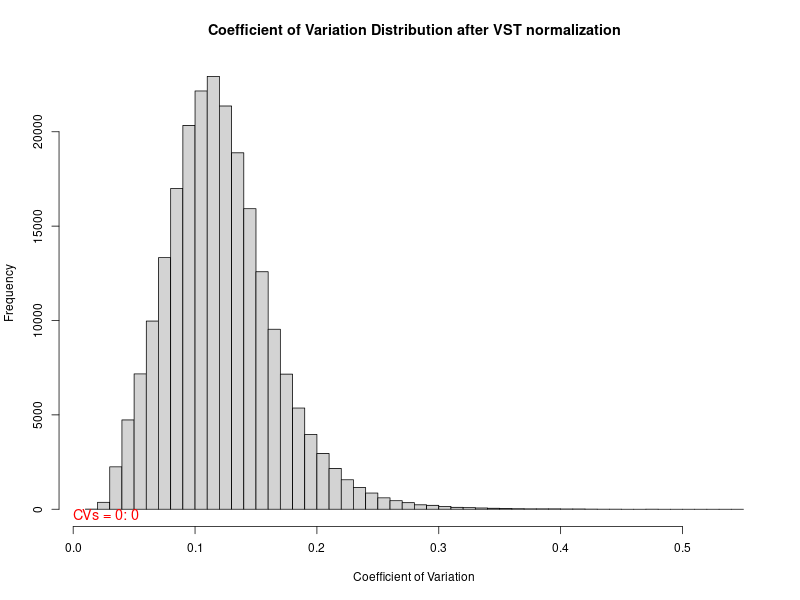 Coefficient of Variation Distribution after VST normalization
Frequency
20000
15000
10000
5000
0
CVs = 0: 0
0.0 0.1 0.2 0.3 0.4 0.5
Coefficient of Variation